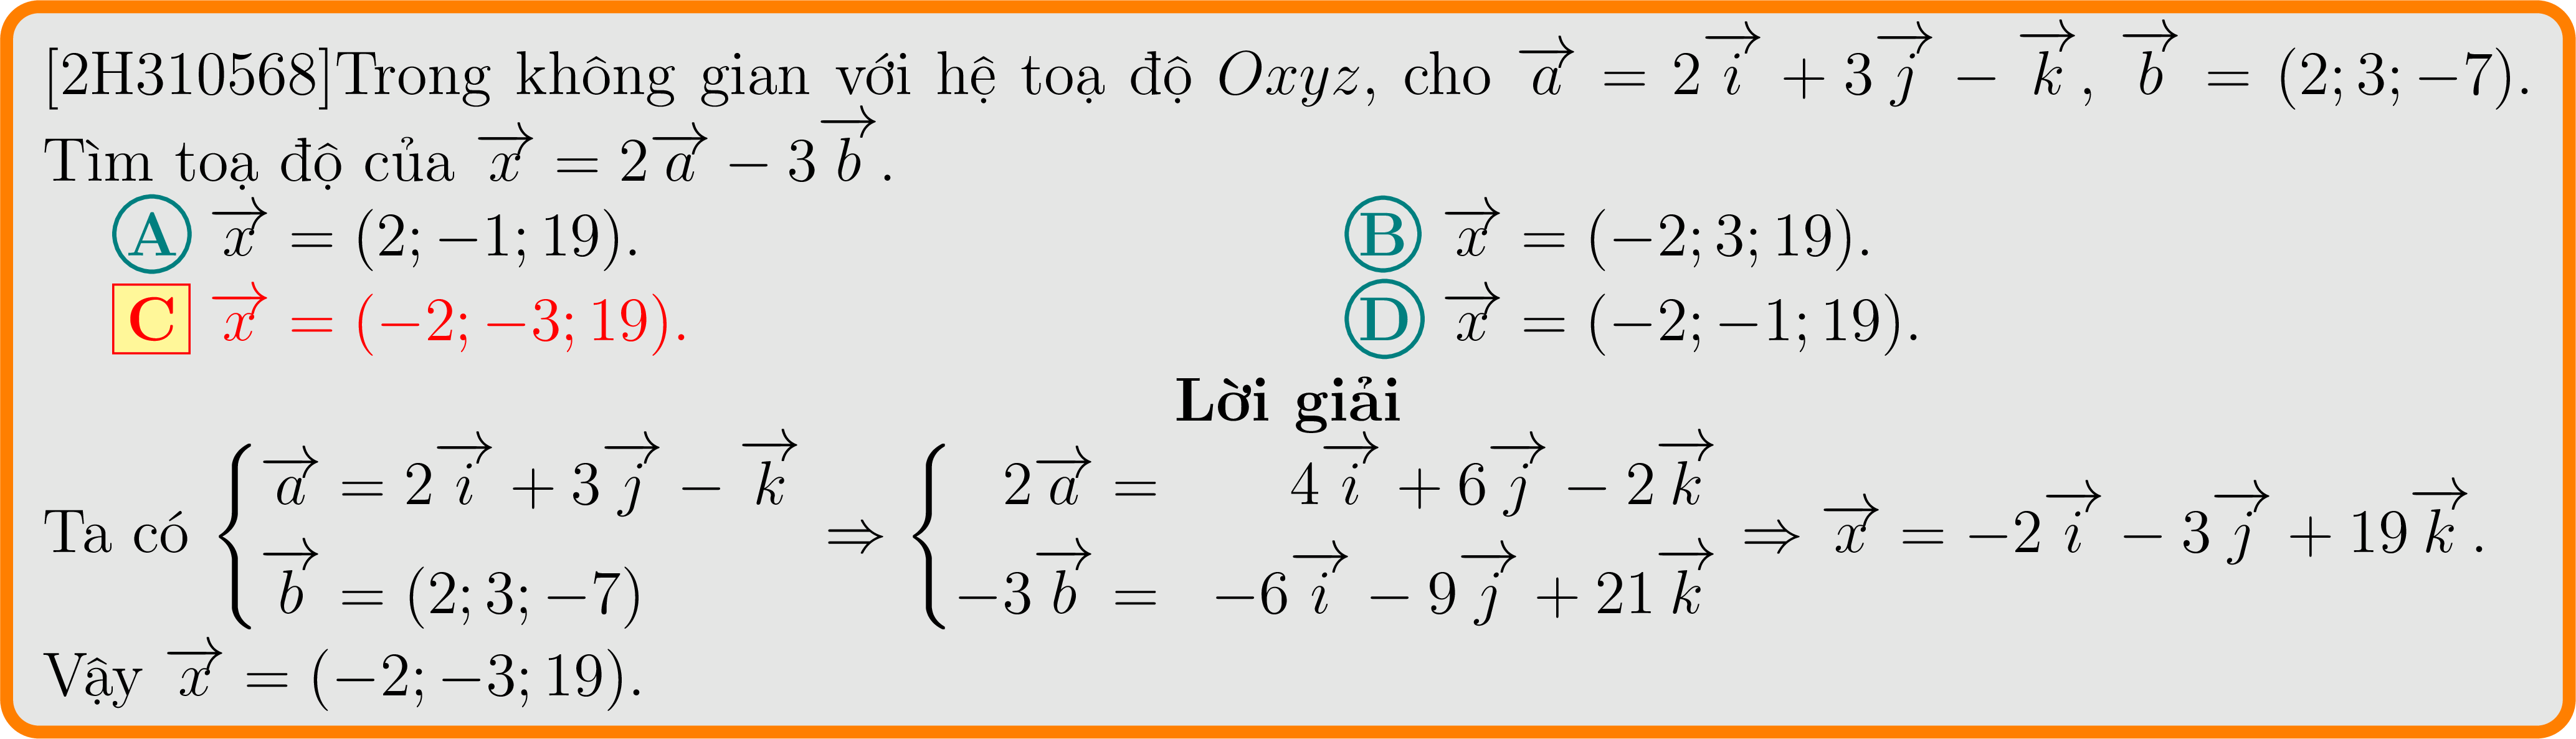 [2H310568]Trong không gian với hệ toạ độ $Oxyz$, cho $\overrightarrow{a} = 2\overrightarrow{i} + 3\overrightarrow{j} - \overrightarrow{k}$, $\overrightarrow{b} = (2; 3; -7)$.
Tìm toạ độ của $\overrightarrow{x} = 2\overrightarrow{a} - 3\overrightarrow{b}$.
A $\overrightarrow{x} = (2; -1; 19)$. B $\overrightarrow{x} = (-2; 3; 19)$.
C $\overrightarrow{x} = (-2; -3; 19)$. D $\overrightarrow{x} = (-2; -1; 19)$.
Lời giải
Ta có $\begin{cases} \overrightarrow{a} = 2\overrightarrow{i} + 3\overrightarrow{j} - \overrightarrow{k} \\ \overrightarrow{b} = (2; 3; -7) \end{cases} \Rightarrow \begin{cases} 2\overrightarrow{a} = 4\overrightarrow{i} + 6\overrightarrow{j} - 2\overrightarrow{k} \\ -3\overrightarrow{b} = -6\overrightarrow{i} - 9\overrightarrow{j} + 21\overrightarrow{k} \end{cases} \Rightarrow \overrightarrow{x} = -2\overrightarrow{i} - 3\overrightarrow{j} + 19\overrightarrow{k}$.
Vậy $\overrightarrow{x} = (-2; -3; 19)$.